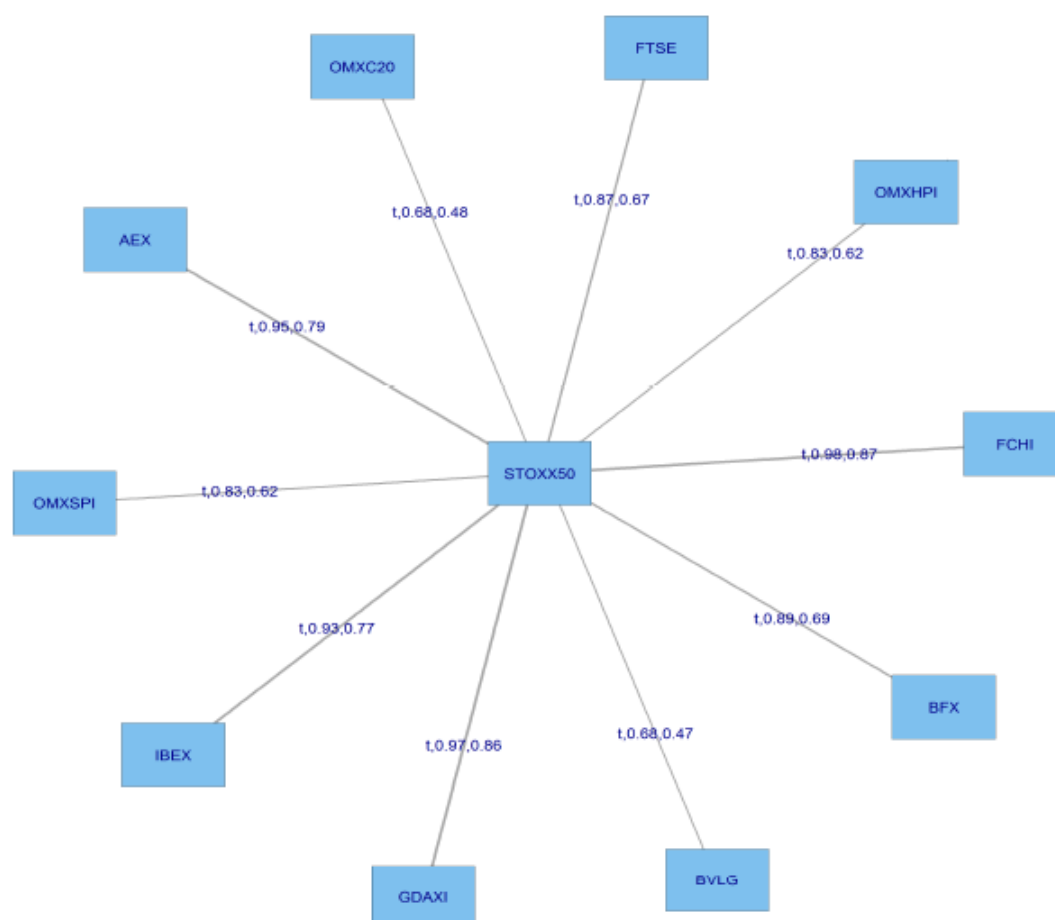 FTSE
OMXC20
OMXHPI
t,0.87,0.67
t,0.68,0.48
AEX
t,0.83,0.62
t,0.95,0.79
FCHI
t,0.98,0.87
STOXX50
t,0.83,0.62
OMXSPI
t,0.89,0.69
t,0.93,0.77
BFX
t,0.68,0.47
t,0.97,0.86
IBEX
BVLG
GDAXI